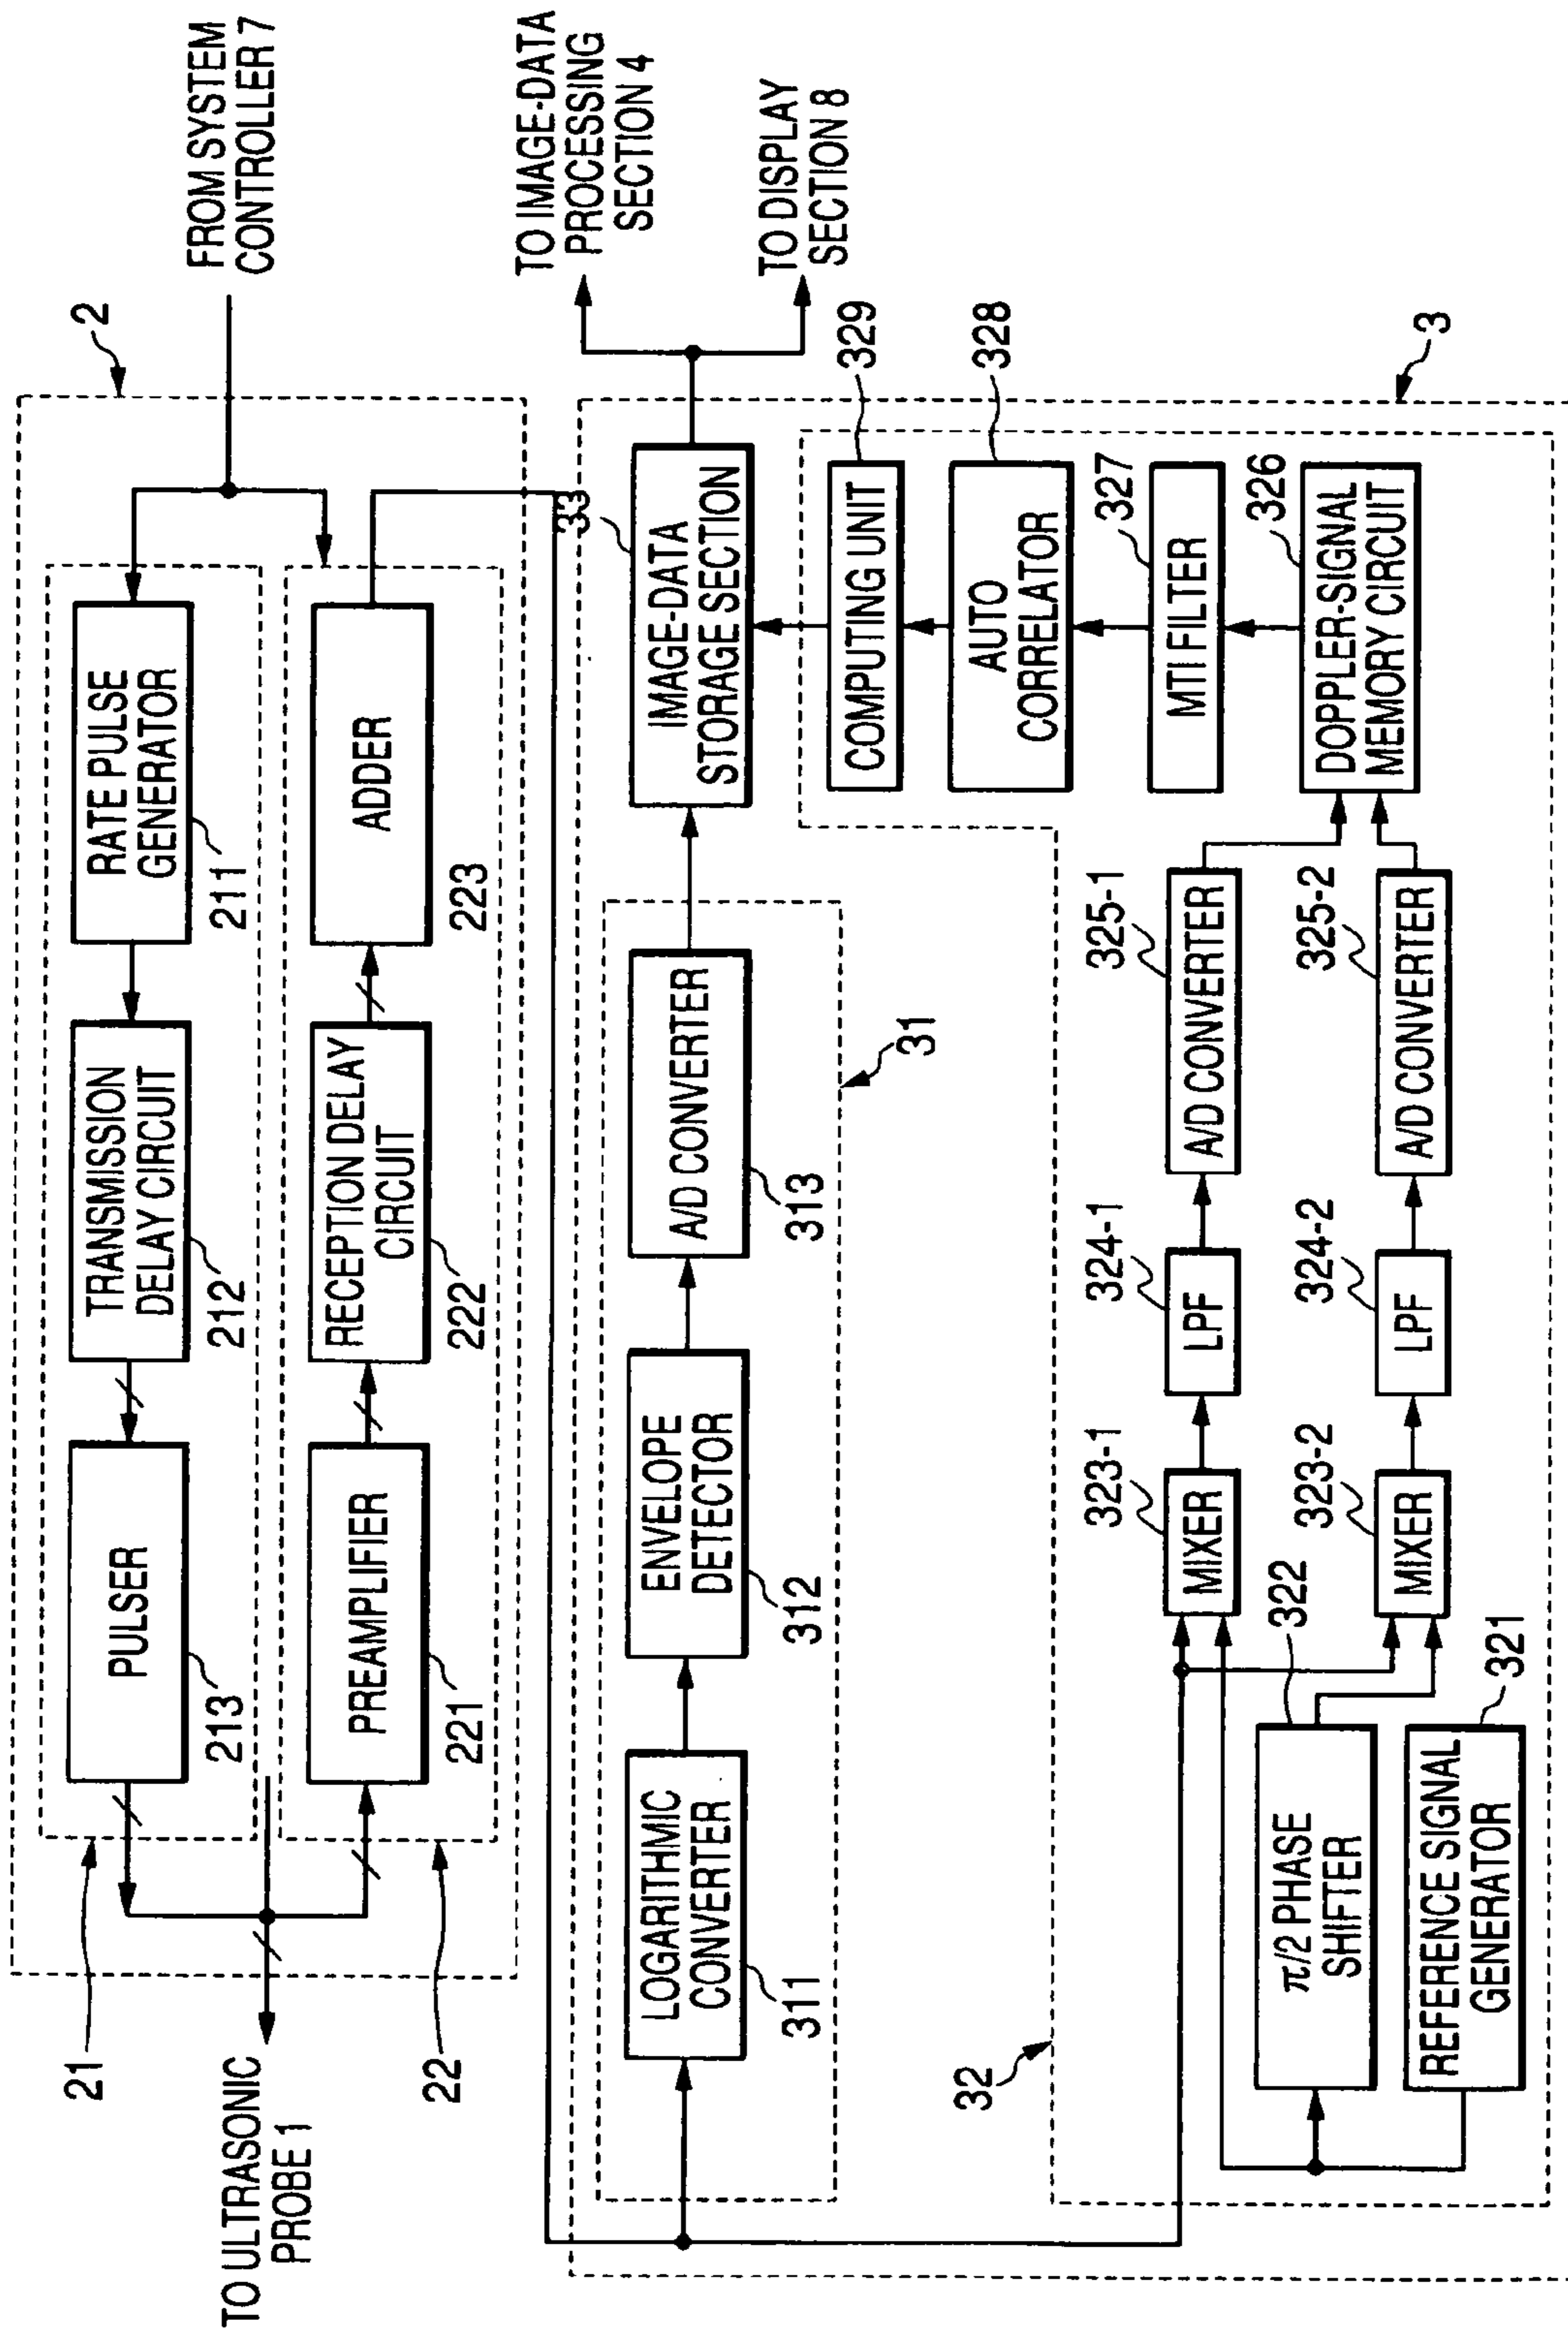 TO ULTRASONIC
PROBE 1
21
22
2
FROM SYSTEM
CONTROLLER 7
PULSER
213
TRANSMISSION
DELAY CIRCUIT
212
RATE PULSE
GENERATOR
211
PREAMPLIFIER
221
RECEPTION DELAY
CIRCUIT
222
ADDER
223
LOGARITHMIC
CONVERTER
311
ENVELOPE
DETECTOR
312
A/D CONVERTER
313
31
33
IMAGE-DATA
STORAGE SECTION
TO IMAGE-DATA
PROCESSING
SECTION 4
TO DISPLAY
SECTION 8
COMPUTING UNIT
329
AUTO
CORRELATOR
328
MTI FILTER
327
DOPPLER-SIGNAL
MEMORY CIRCUIT
326
3
32
MIXER
323-1
LPF
324-1
A/D CONVERTER
325-1
MIXER
323-2
LPF
324-2
A/D CONVERTER
325-2
π/2 PHASE
SHIFTER
322
REFERENCE SIGNAL
GENERATOR
321